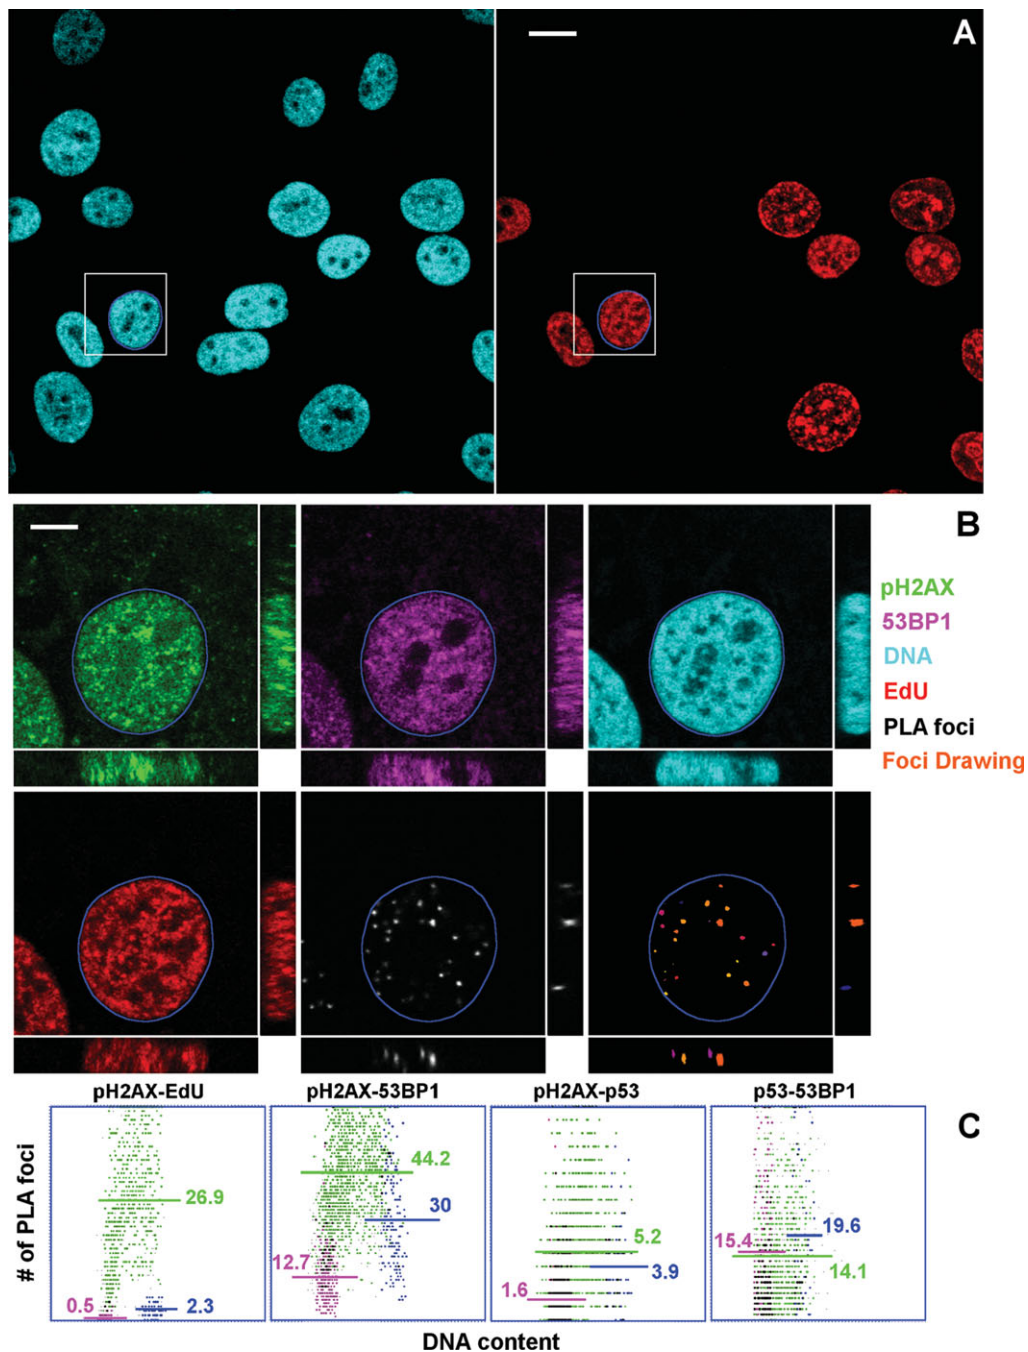 A
B
pH2AX
53BP1
DNA
EdU
PLA foci
Foci Drawing
pH2AX-EdU pH2AX-53BP1 pH2AX-p53 p53-53BP1
C
# of PLA foci
26.9
0.5
2.3
44.2
30
12.7
5.2
3.9
1.6
19.6
15.4
14.1
DNA content